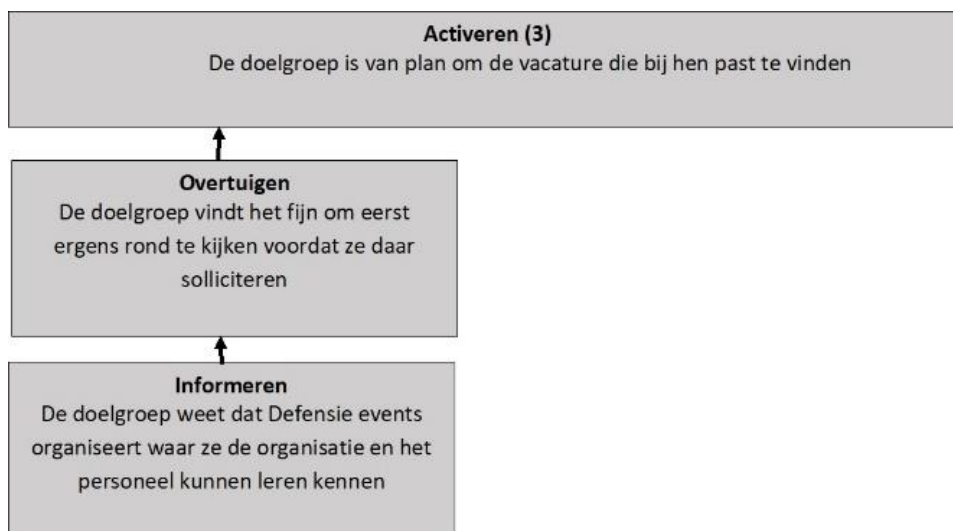 Activeren (3)
De doelgroep is van plan om de vacature die bij hen past te vinden
Overtuigen
De doelgroep vindt het fijn om eerst
ergens rond te kijken voordat ze daar
solliciteren
Informeren
De doelgroep weet dat Defensie events
organiseert waar ze de organisatie en het
personeel kunnen leren kennen